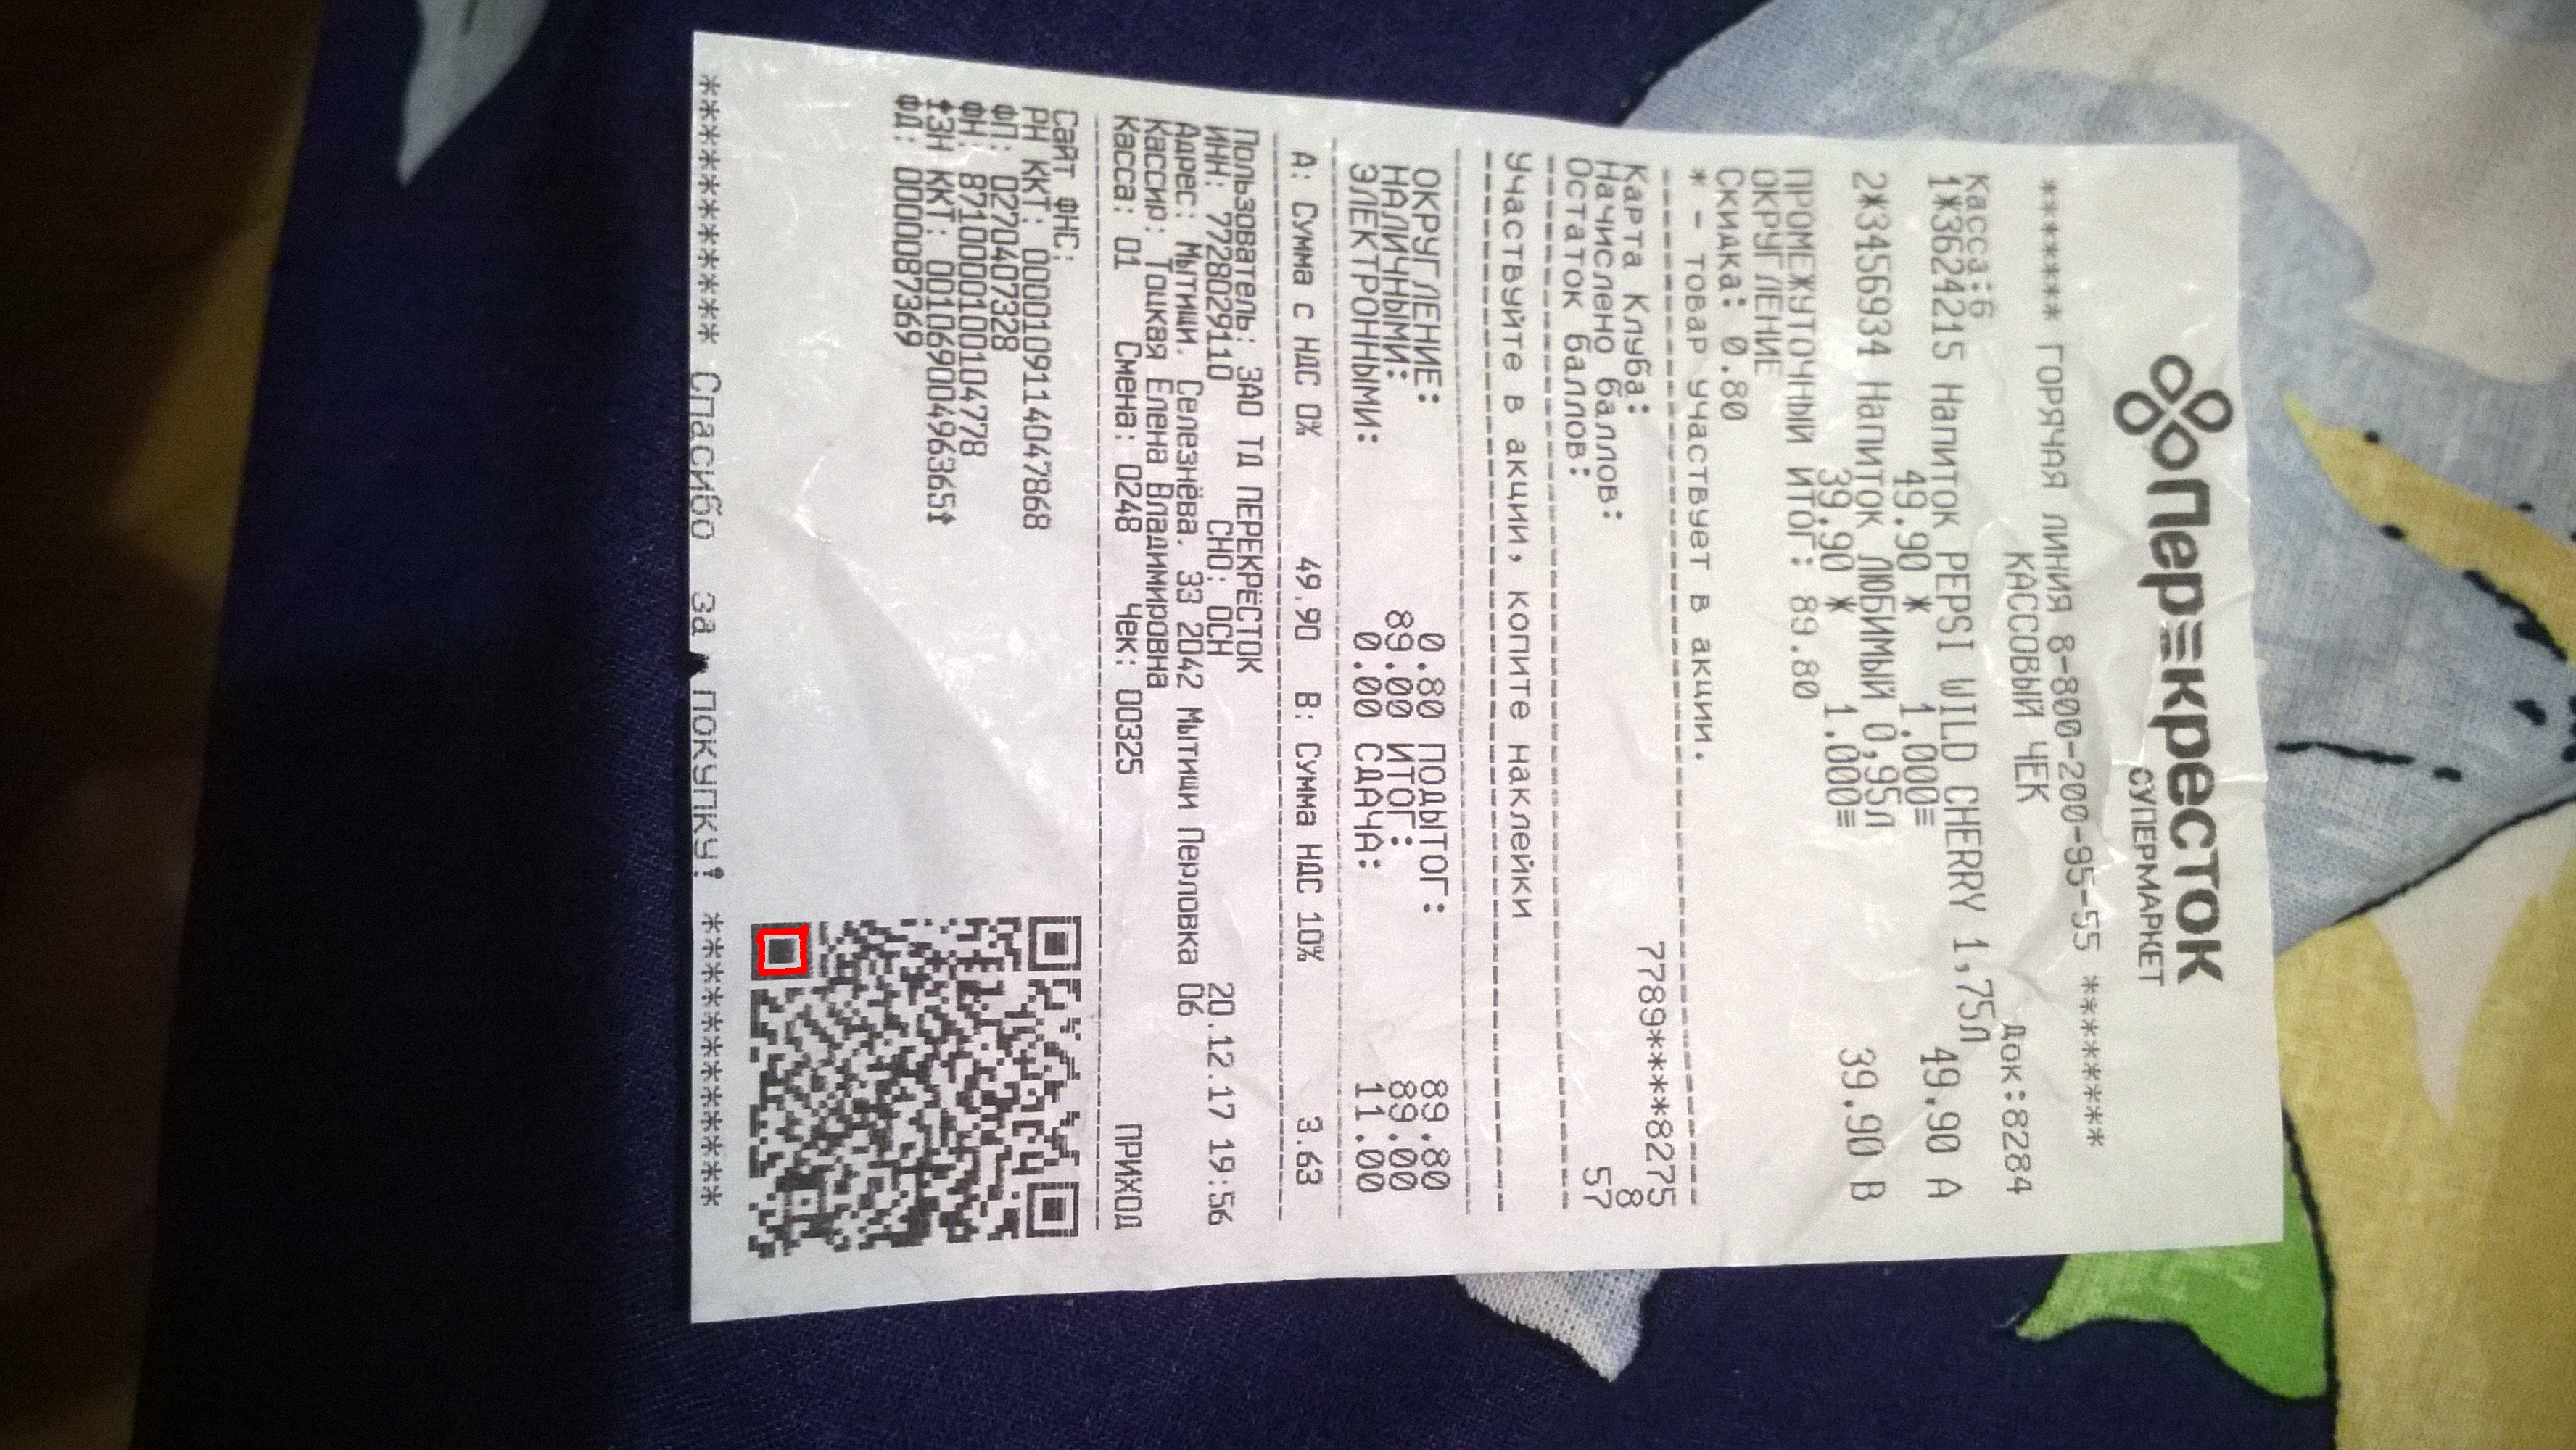 Пер≡кресток
СУПЕРМАРКЕТ
******* ГОРЯЧАЯ ЛИНИЯ 8-800-200-95-55 *******
КАССОВЫЙ ЧЕК
Касса:6 Док:8284
1*3624215 Напиток PEPSI WILD CHERRY 1,75Л
49.90 * 1.000= 49.90 А
2*3456934 Напиток ЛЮБИМЫЙ 0,95Л
39.90 * 1.000= 39.90 В
ПРОМЕЖУТОЧНЫЙ ИТОГ: 89.80
ОКРУГЛЕНИЕ
Скидка: 0.80
* - товар участвует в акции.
Карта Клуба: 7789****8275
Начислено баллов: 8
Остаток баллов: 57
Участвуйте в акции, копите наклейки
ОКРУГЛЕНИЕ: 0.80 ПОДЫТОГ: 89.80
НАЛИЧНЫМИ: 89.00 ИТОГ: 89.00
ЭЛЕКТРОННЫМИ: 0.00 СДАЧА: 11.00
А: Сумма с НДС 0% 49.90 В: Сумма НДС 10% 3.63
Пользователь: ЗАО ТД ПЕРЕКРЁСТОК
ИНН: 7728029110 СНО: ОСН 20.12.17 19:56
Адрес: Мытищи. Селезнёва. 33 2042 Мытищи Перловка 06
Кассир: Тоцкая Елена Владимировна
Касса: 01 Смена: 0248 Чек: 00325 ПРИХОД
Сайт ФНС:
РН ККТ: 0000109114047868
ФП: 0270407328
ФН: 8710000100104778
ЗН ККТ: 00106900496365
ФД: 0000087369
**************** Спасибо за покупку! ****************